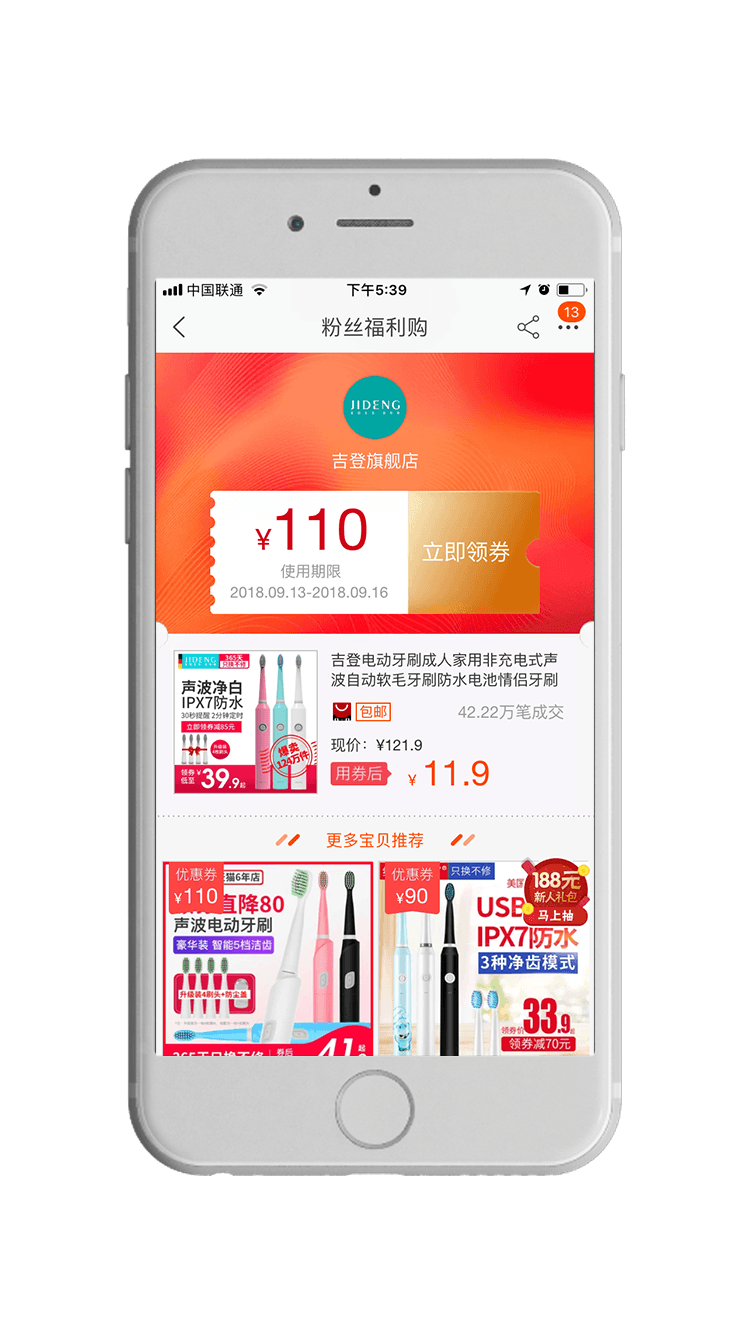 中国联通
下午5:39
13
粉丝福利购
JIDENG
吉登旗舰店
¥110
立即领券
使用期限
2018.09.13-2018.09.16
JIDENG
365天
只换不修
声波净白
IPX7防水
30秒提醒 2分钟定时
立即领券减85元
升级装
爆卖
124万件
领券
低至
¥39.9起
吉登电动牙刷成人家用非充电式声
波自动软毛牙刷防水电池情侣牙刷
包邮
42.22万笔成交
现价：¥121.9
用券后
¥ 11.9
更多宝贝推荐
优惠券
¥110
猫6年店
直降80
声波电动牙刷
豪华装 智能5档洁齿
升级装4刷头+防尘盖
365天只换不修
券后
41起
优惠券
¥90
只换不修
美国
188元
新人礼包
马上抽
USB
IPX7防水
3种净齿模式
领券价
33.9起
领券减70元